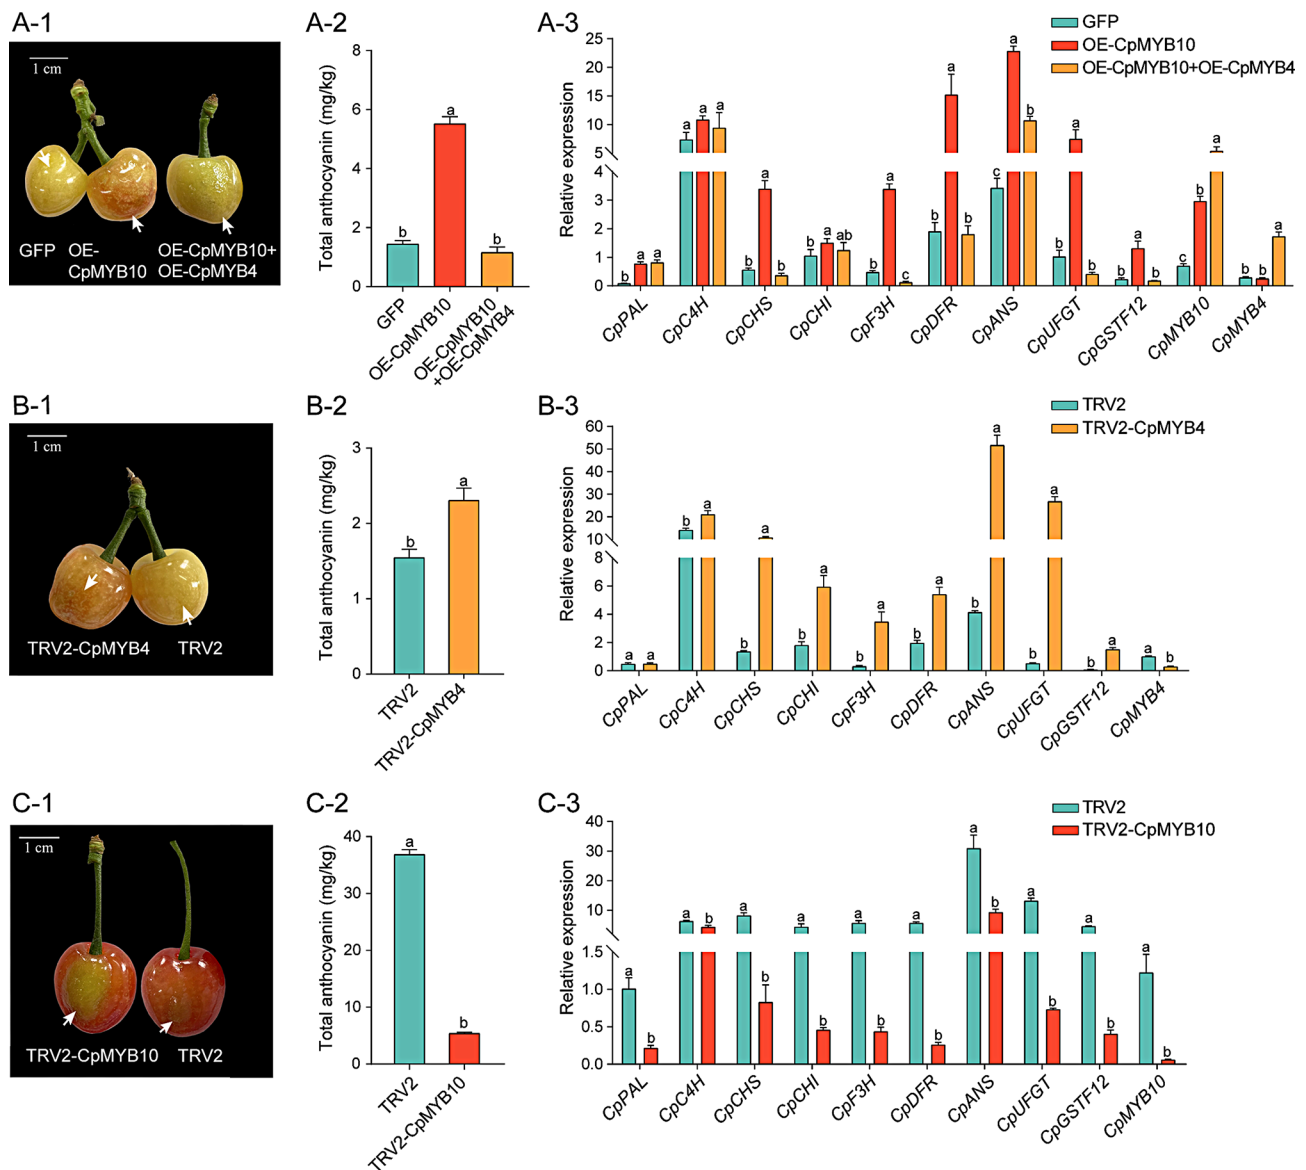 A-1
1 cm
GFP
OE-
CpMYB10
OE-CpMYB10+
OE-CpMYB4
A-2
Total anthocyanin (mg/kg)
8
6
4
2
0
b
a
b
GFP
OE-CpMYB10
OE-CpMYB10
+OE-CpMYB4
A-3
GFP
OE-CpMYB10
OE-CpMYB10+OE-CpMYB4
Relative expression
25
20
15
10
5
4
3
2
1
0
b a a
a a a
b a b
b a ab
b a c
b a b
c a b
b a b
b a b
c b a
b b a
CpPAL
CpC4H
CpCHS
CpCHI
CpF3H
CpDFR
CpANS
CpUFGT
CpGSTF12
CpMYB10
CpMYB4
B-1
1 cm
TRV2-CpMYB4
TRV2
B-2
Total anthocyanin (mg/kg)
3
2
1
0
b
a
TRV2
TRV2-CpMYB4
B-3
TRV2
TRV2-CpMYB4
Relative expression
60
50
40
30
20
10
8
6
4
2
0
a a
b a
b a
b a
b a
b a
b a
b a
b a
a b
CpPAL
CpC4H
CpCHS
CpCHI
CpF3H
CpDFR
CpANS
CpUFGT
CpGSTF12
CpMYB4
C-1
1 cm
TRV2-CpMYB10
TRV2
C-2
Total anthocyanin (mg/kg)
40
30
20
10
0
a
b
TRV2
TRV2-CpMYB10
C-3
TRV2
TRV2-CpMYB10
Relative expression
40
30
20
10
1.5
1.0
0.5
0.0
a b
a b
a b
a b
a b
a b
a b
a b
a b
a b
CpPAL
CpC4H
CpCHS
CpCHI
CpF3H
CpDFR
CpANS
CpUFGT
CpGSTF12
CpMYB10